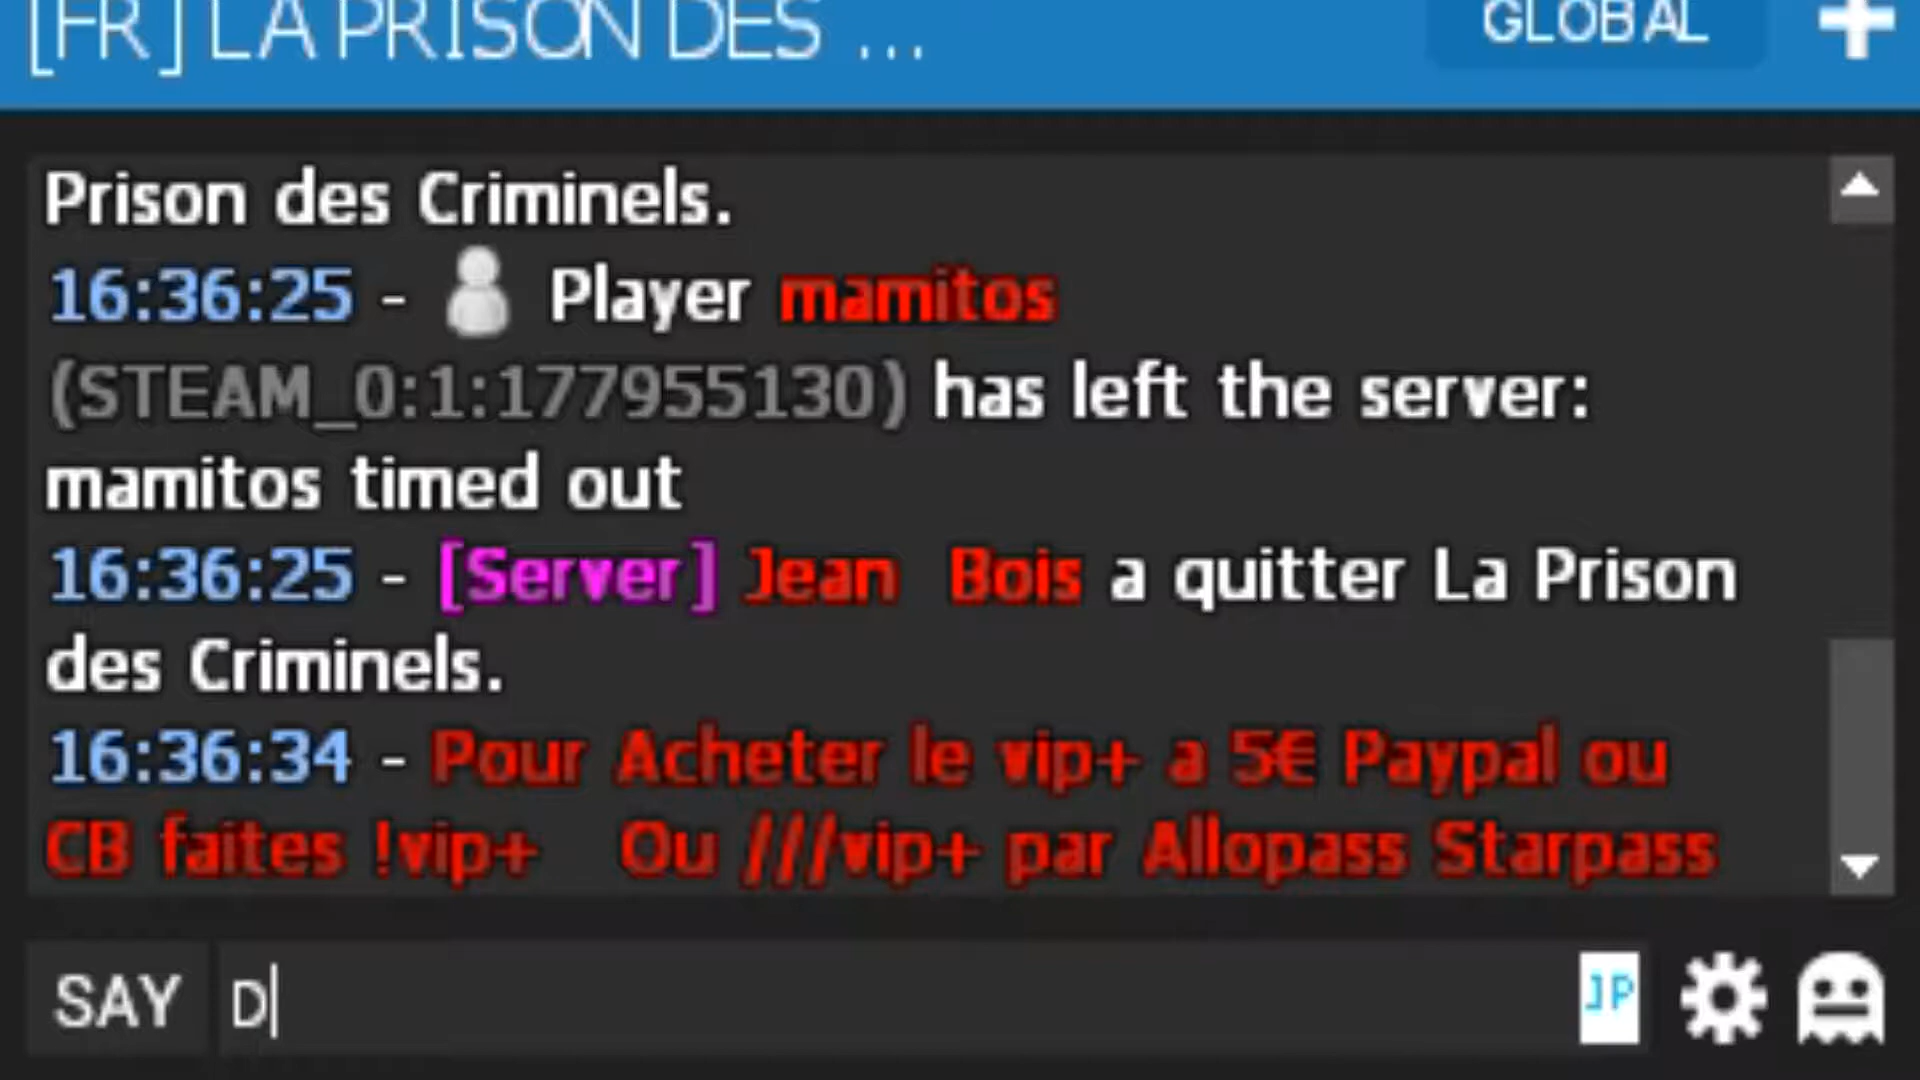 [FR] LA PRISON DES ...
GLOBAL
Prison des Criminels.
16:36:25 - Player mamitos
(STEAM_0:1:177955130) has left the server:
mamitos timed out
16:36:25 - [Server] Jean Bois a quitter La Prison
des Criminels.
16:36:34 - Pour Acheter le vip+ a 5€ Paypal ou
CB faites !vip+ Ou ///vip+ par Allopass Starpass
SAY D
JP